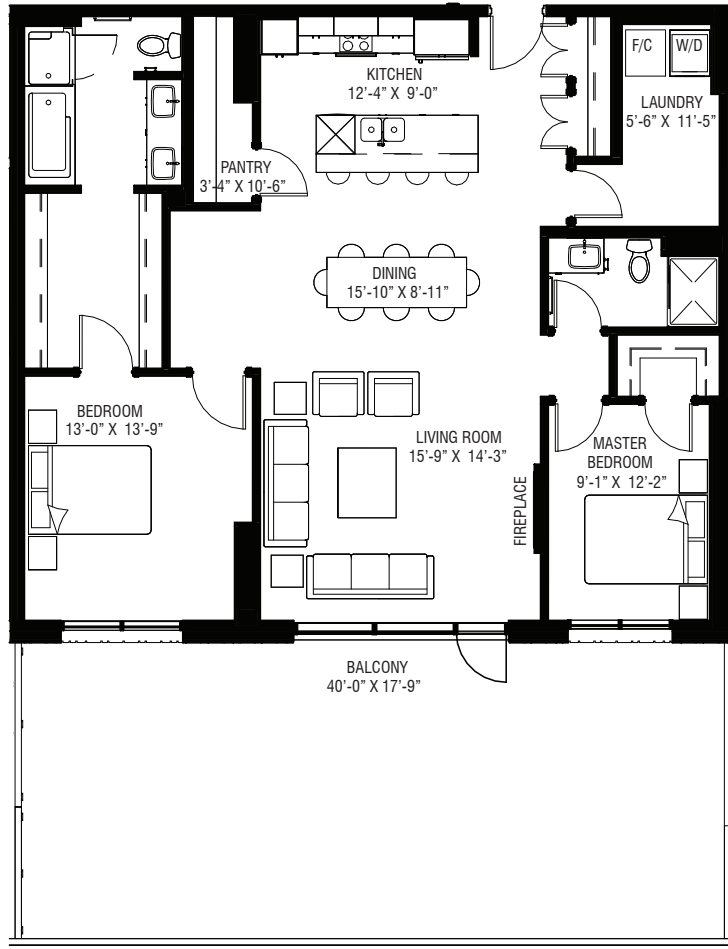 F/C
W/D
KITCHEN
12'-4” X 9'-0”
LAUNDRY
5'-6” X 11'-5”
PANTRY
3'-4” X 10'-6”
DINING
15'-10” X 8'-11”
BEDROOM
13'-0” X 13'-9”
LIVING ROOM
15'-9” X 14'-3”
MASTER
BEDROOM
9'-1” X 12'-2”
FIREPLACE
BALCONY
40'-0” X 17'-9”